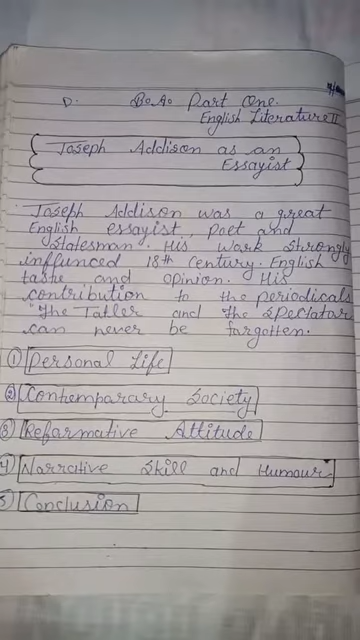 D. B.A. Part One.
English Literature II
Joseph Addison as an
Essayist
Joseph Addison was a great
English essayist, poet and
statesman. His work strongly
influnced 18th Century. English
taste and opinion. His
contribution to the periodicals
"The Tatler and The Spectator
can never be forgotten.
① Personal Life
② Contemparary Society
③ Reformative Attitude
④ Narrative Skill and Humour
⑤ Conclusion